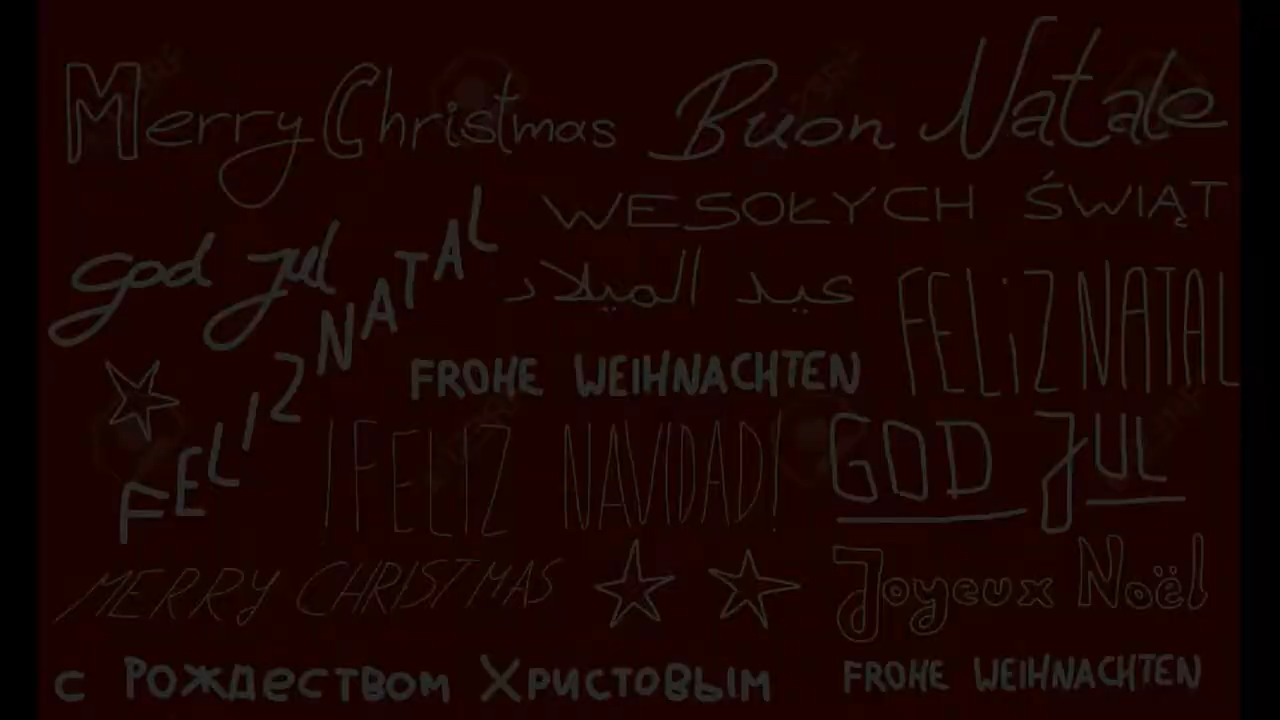 Merry Christmas Buon Natale
WESOŁYCH ŚWIĄT
god jul
FELIZ NATAL
عيد الميلاد
FELiZ NATAL
FROHE WEIHNACHTEN
¡FELIZ NAVIDAD!
GOD JUL
MERRY CHRISTMAS
Joyeux Noël
с Рождеством Христовым
FROHE WEIHNACHTEN